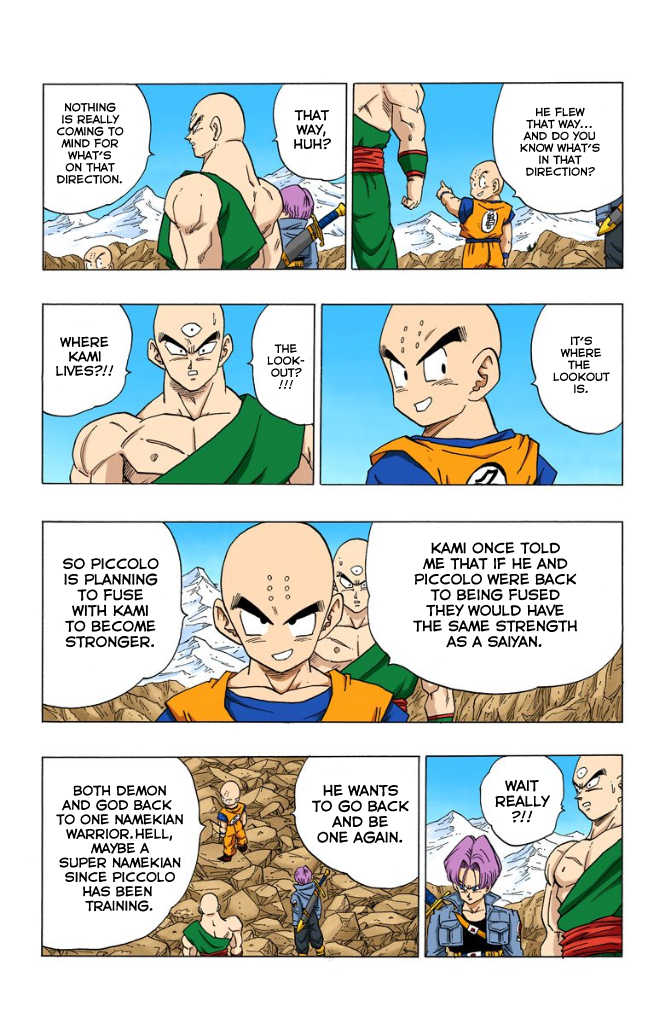 HE FLEW
THAT WAY...
AND DO YOU
KNOW WHAT'S
IN THAT
DIRECTION?
THAT
WAY,
HUH?
NOTHING
IS REALLY
COMING TO
MIND FOR
WHAT'S
ON THAT
DIRECTION.
IT'S
WHERE
THE
LOOKOUT
IS.
THE
LOOK-
OUT?
!!!
WHERE
KAMI
LIVES?!!
KAMI ONCE TOLD
ME THAT IF HE AND
PICCOLO WERE BACK
TO BEING FUSED
THEY WOULD HAVE
THE SAME STRENGTH
AS A SAIYAN.
SO PICCOLO
IS PLANNING
TO FUSE
WITH KAMI
TO BECOME
STRONGER.
WAIT
REALLY
?!!
HE WANTS
TO GO BACK
AND BE
ONE AGAIN.
BOTH DEMON
AND GOD BACK
TO ONE NAMEKIAN
WARRIOR.HELL,
MAYBE A
SUPER NAMEKIAN
SINCE PICCOLO
HAS BEEN
TRAINING.